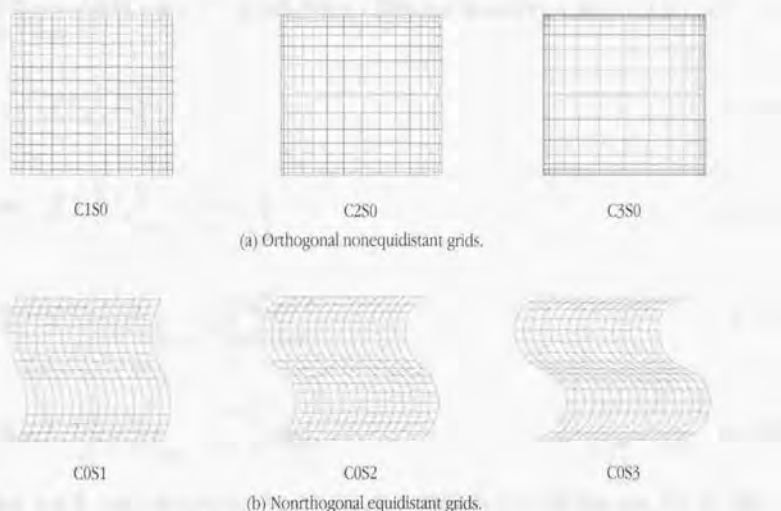 C1S0 C2S0 C3S0
(a) Orthogonal nonequidistant grids.
C0S1 C0S2 C0S3
(b) Nonrthogonal equidistant grids.